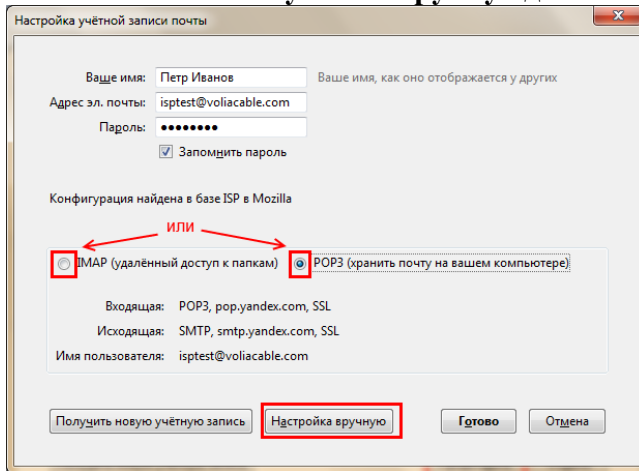 Настройка учётной записи почты
Ваше имя: Петр Иванов Ваше имя, как оно отображается у других
Адрес эл. почты: isptest@voliacable.com
Пароль: ●●●●●●●●
Запомнить пароль
Конфигурация найдена в базе ISP в Mozilla
ИЛИ
IMAP (удалённый доступ к папкам) POP3 (хранить почту на вашем компьютере)
Входящая: POP3, pop.yandex.com, SSL
Исходящая: SMTP, smtp.yandex.com, SSL
Имя пользователя: isptest@voliacable.com
Получить новую учётную запись Настройка вручную Готово Отмена